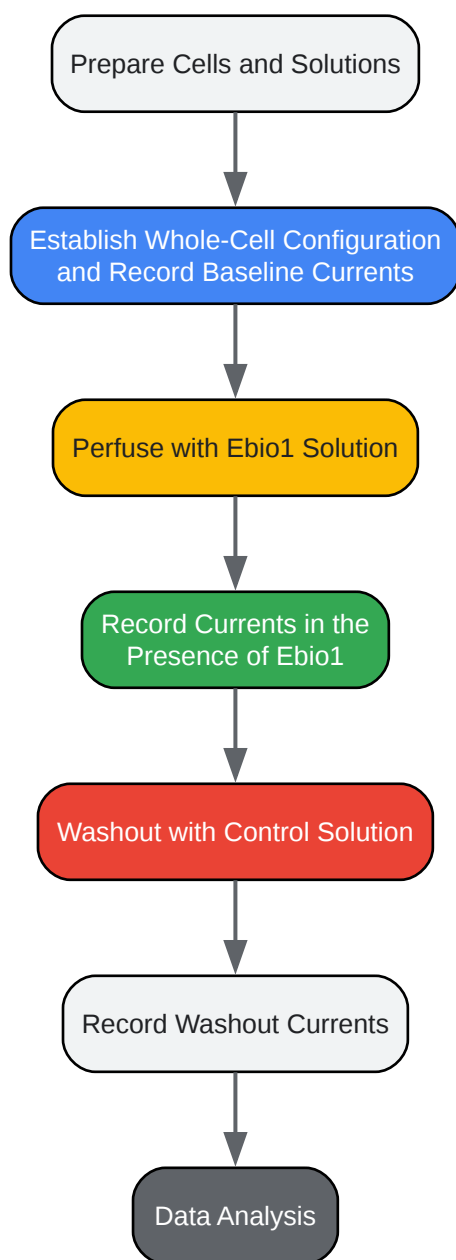 Prepare Cells and Solutions
Establish Whole-Cell Configuration
and Record Baseline Currents
Perfuse with Ebio1 Solution
Record Currents in the
Presence of Ebio1
Washout with Control Solution
Record Washout Currents
Data Analysis